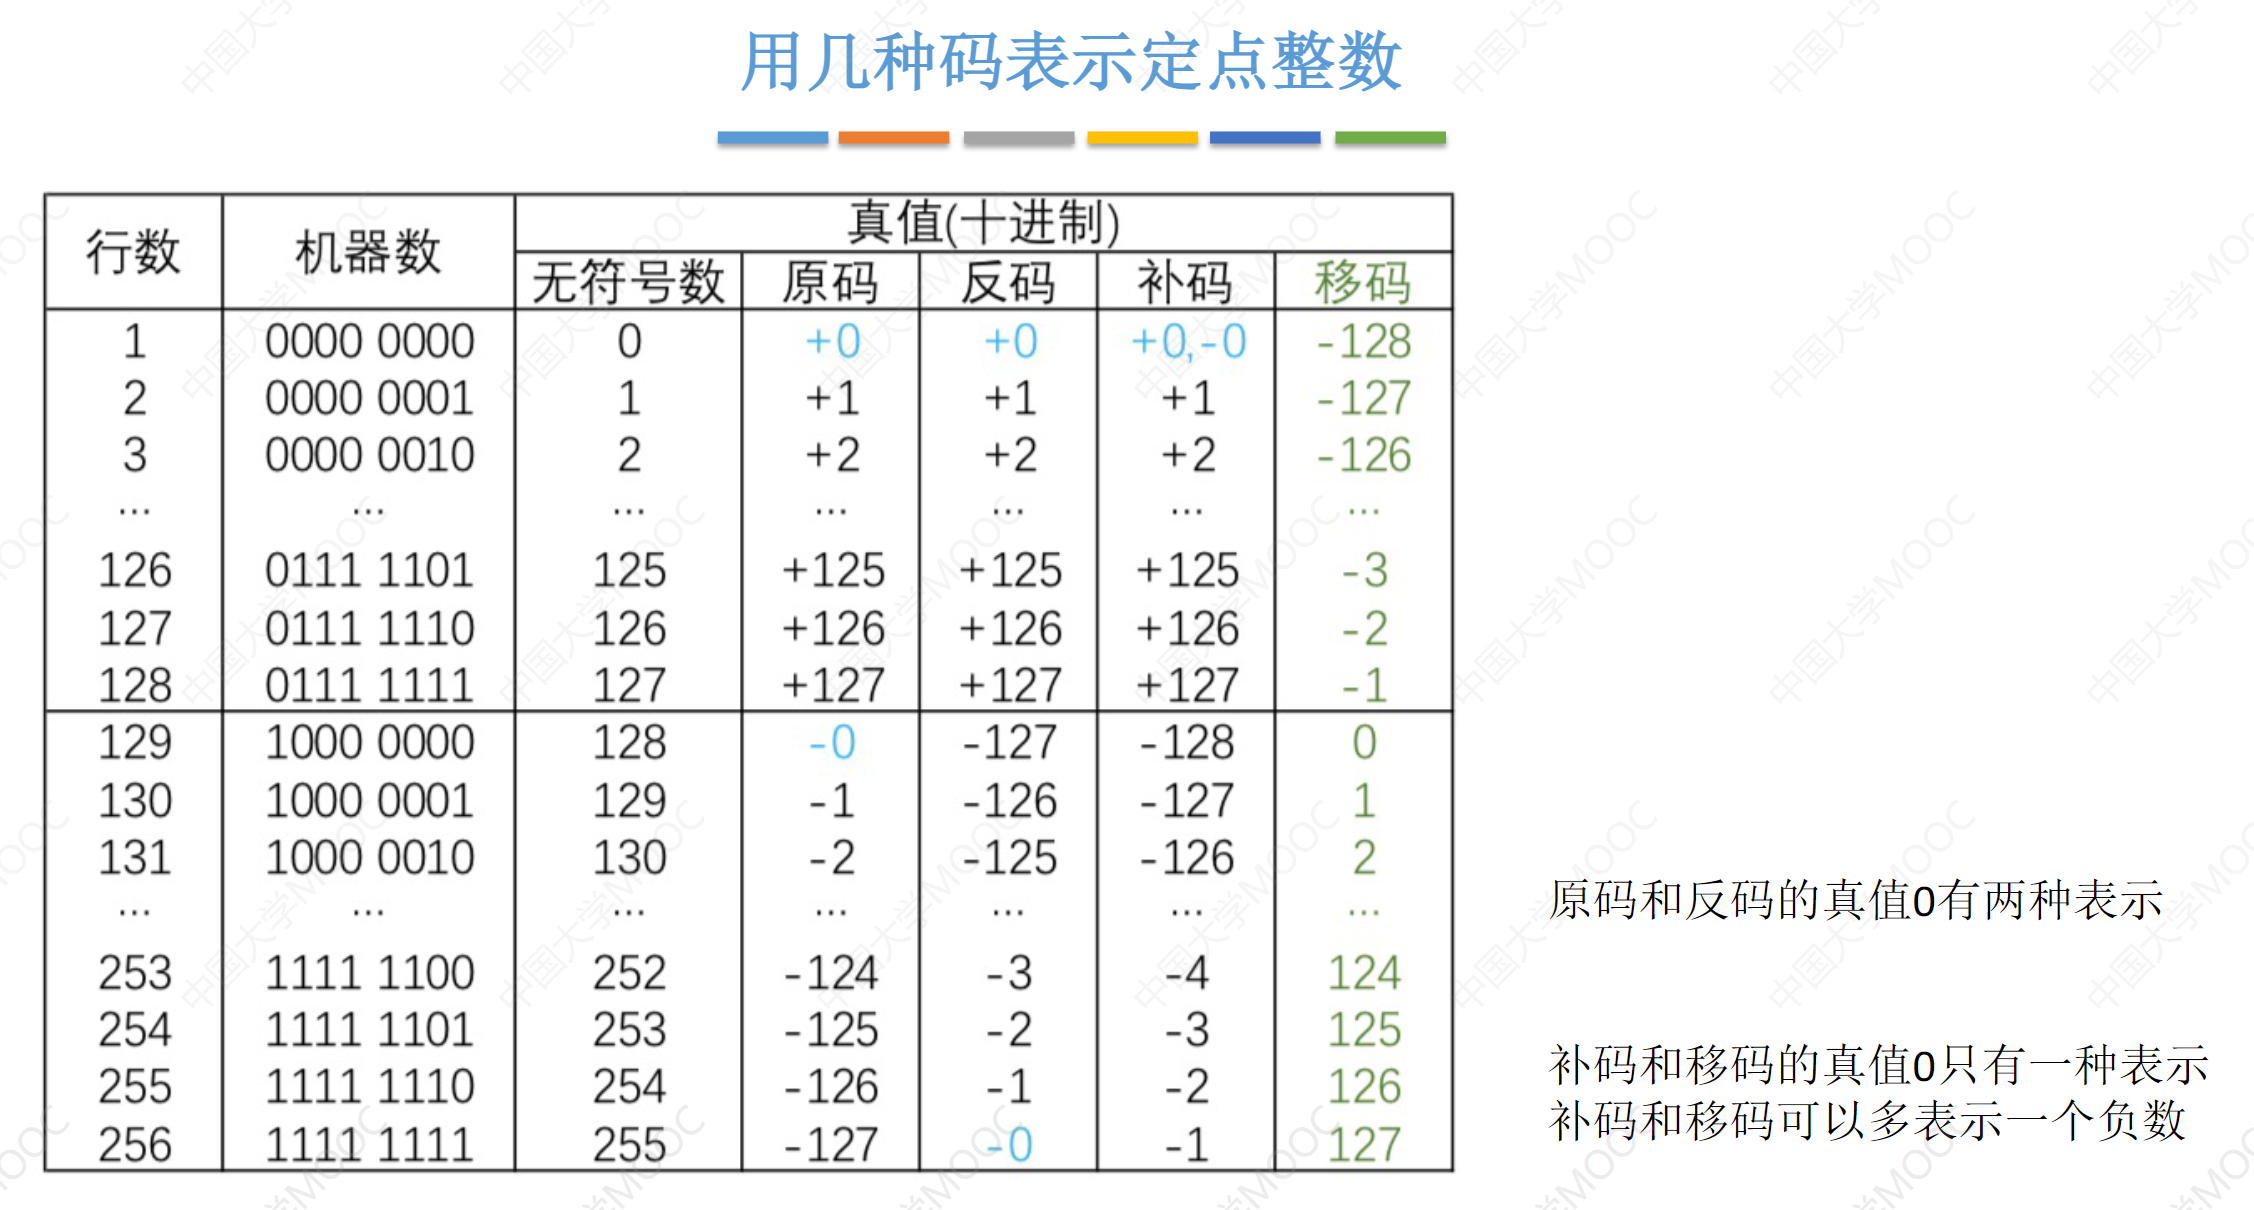 用几种码表示定点整数
行数 机器数 真值(十进制)
无符号数 原码 反码 补码 移码
1 0000 0000 0 +0 +0 +0,-0 -128
2 0000 0001 1 +1 +1 +1 -127
3 0000 0010 2 +2 +2 +2 -126
... ... ... ... ... ... ...
126 0111 1101 125 +125 +125 +125 -3
127 0111 1110 126 +126 +126 +126 -2
128 0111 1111 127 +127 +127 +127 -1
129 1000 0000 128 -0 -127 -128 0
130 1000 0001 129 -1 -126 -127 1
131 1000 0010 130 -2 -125 -126 2
... ... ... ... ... ... ...
253 1111 1100 252 -124 -3 -4 124
254 1111 1101 253 -125 -2 -3 125
255 1111 1110 254 -126 -1 -2 126
256 1111 1111 255 -127 -0 -1 127
原码和反码的真值0有两种表示
补码和移码的真值0只有一种表示
补码和移码可以多表示一个负数
中国大学MOOC